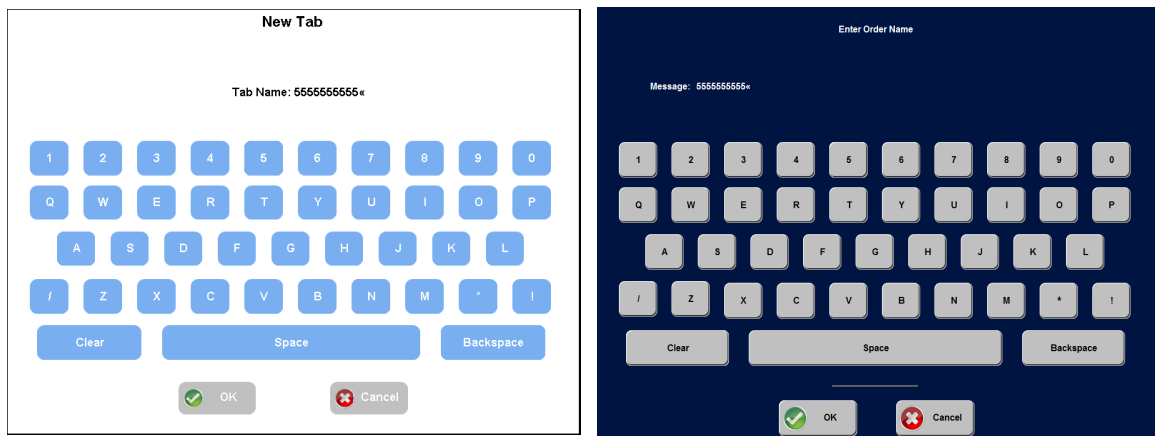 New Tab
Tab Name: 5555555555«
1 2 3 4 5 6 7 8 9 0
Q W E R T Y U I O P
A S D F G H J K L
/ Z X C V B N M * !
Clear Space Backspace
OK Cancel
Enter Order Name
Message: 5555555555«
1 2 3 4 5 6 7 8 9 0
Q W E R T Y U I O P
A S D F G H J K L
/ Z X C V B N M * !
Clear Space Backspace
OK Cancel